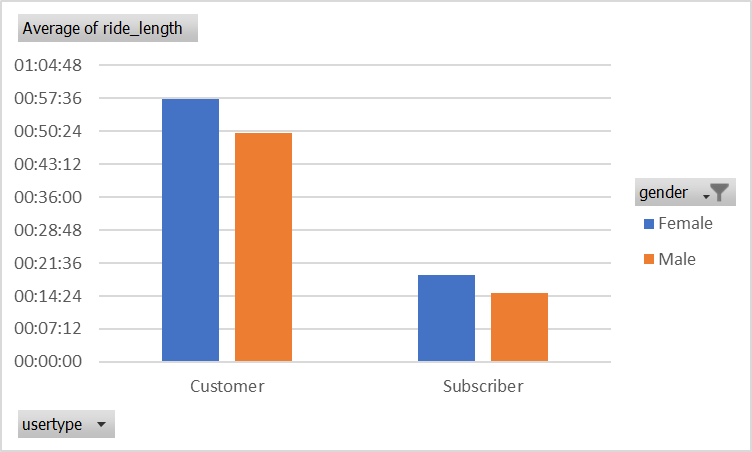 Average of ride_length
01:04:48
00:57:36
00:50:24
00:43:12
00:36:00
00:28:48
00:21:36
00:14:24
00:07:12
00:00:00
Customer
Subscriber
gender
Female
Male
usertype